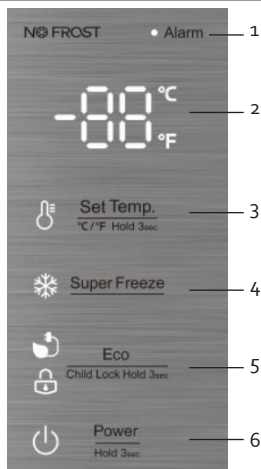 NO FROST
Alarm
1
-88 °C
°F
2
Set Temp.
°C/°F Hold 3sec
3
Super Freeze
4
Eco
Child Lock Hold 3sec
5
Power
Hold 3sec
6